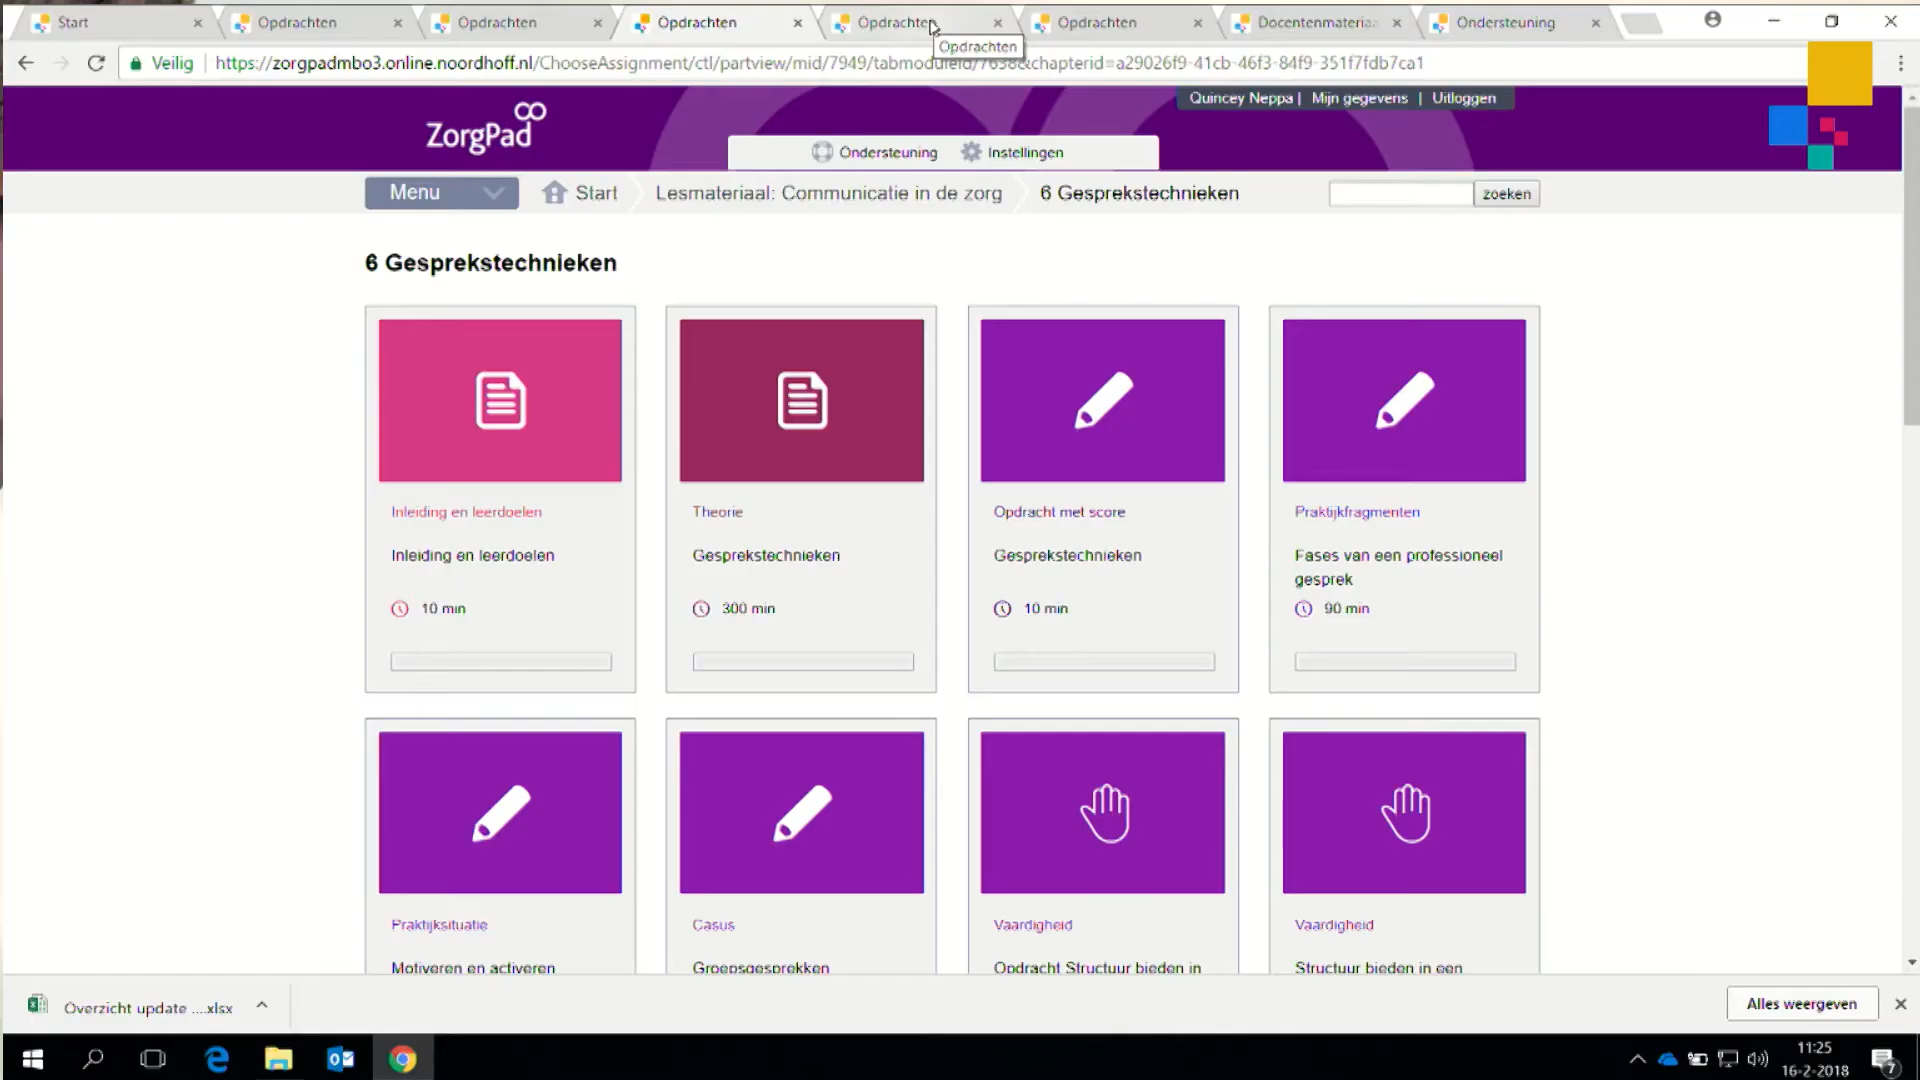 Start
Opdrachten
Opdrachten
Opdrachten
Opdrachten
Opdrachten
Docentenmateriaa
Ondersteuning
Opdrachten
Veilig
https://zorgpadmbo3.online.noordhoff.nl/ChooseAssignment/ctl/partview/mid/7949/tabmoduleid/7638&chapterid=a29026f9-41cb-46f3-84f9-351f7fdb7ca1
Quincey Neppa | Mijn gegevens | Uitloggen
ZorgPad
Ondersteuning
Instellingen
Menu
Start
Lesmateriaal: Communicatie in de zorg
6 Gesprekstechnieken
zoeken
6 Gesprekstechnieken
Inleiding en leerdoelen
Inleiding en leerdoelen
10 min
Theorie
Gesprekstechnieken
300 min
Opdracht met score
Gesprekstechnieken
10 min
Praktijkfragmenten
Fases van een professioneel
gesprek
90 min
Praktijksituatie
Motiveren en activeren
Casus
Groepsgesprekken
Vaardigheid
Opdracht Structuur bieden in
Vaardigheid
Structuur bieden in een
Overzicht update ....xlsx
Alles weergeven
11:25
16-2-2018
7